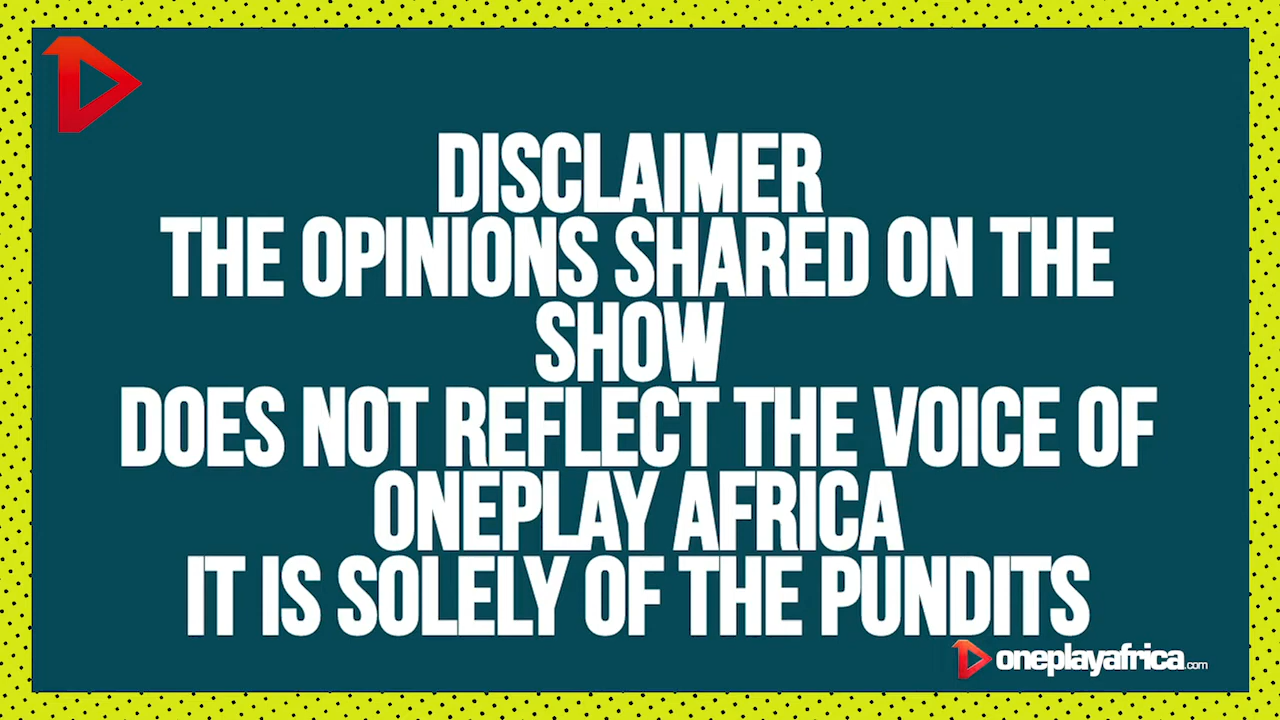 DISCLAIMER
THE OPINIONS SHARED ON THE
SHOW
DOES NOT REFLECT THE VOICE OF
ONEPLAY AFRICA
IT IS SOLELY OF THE PUNDITS
oneplayafrica.com